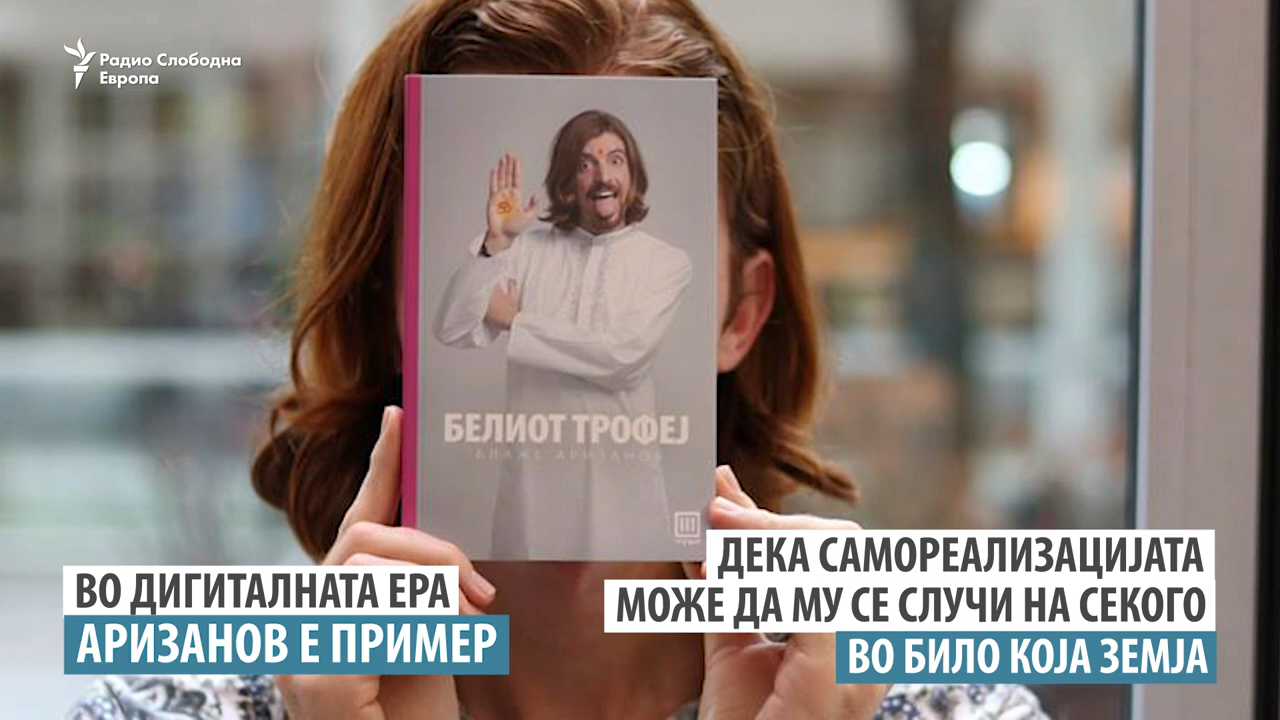 Радио Слободна
Европа
БЕЛИОТ ТРОФЕЈ
БЛАЖЕ АРИЗАНОВ
ВО ДИГИТАЛНАТА ЕРА
АРИЗАНОВ Е ПРИМЕР
ДЕКА САМОРЕАЛИЗАЦИЈАТА
МОЖЕ ДА МУ СЕ СЛУЧИ НА СЕКОГО
ВО БИЛО КОЈА ЗЕМЈА